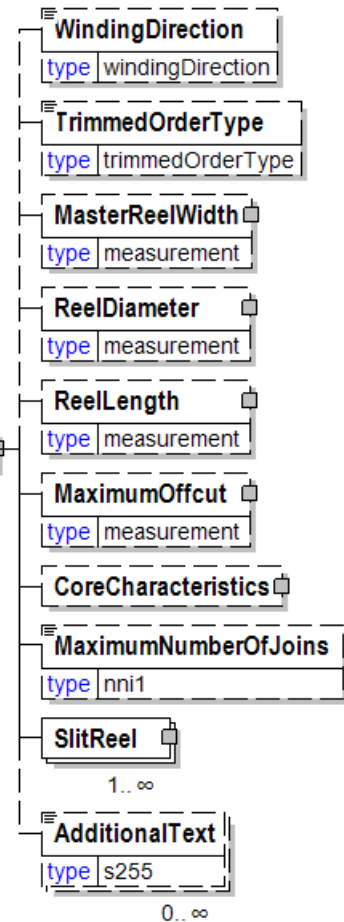 WindingDirection
type windingDirection
TrimmedOrderType
type trimmedOrderType
MasterReelWidth
type measurement
ReelDiameter
type measurement
ReelLength
type measurement
MaximumOffcut
type measurement
CoreCharacteristics
MaximumNumberOfJoins
type nni1
SlitReel
1.. ∞
AdditionalText
type s255
0.. ∞